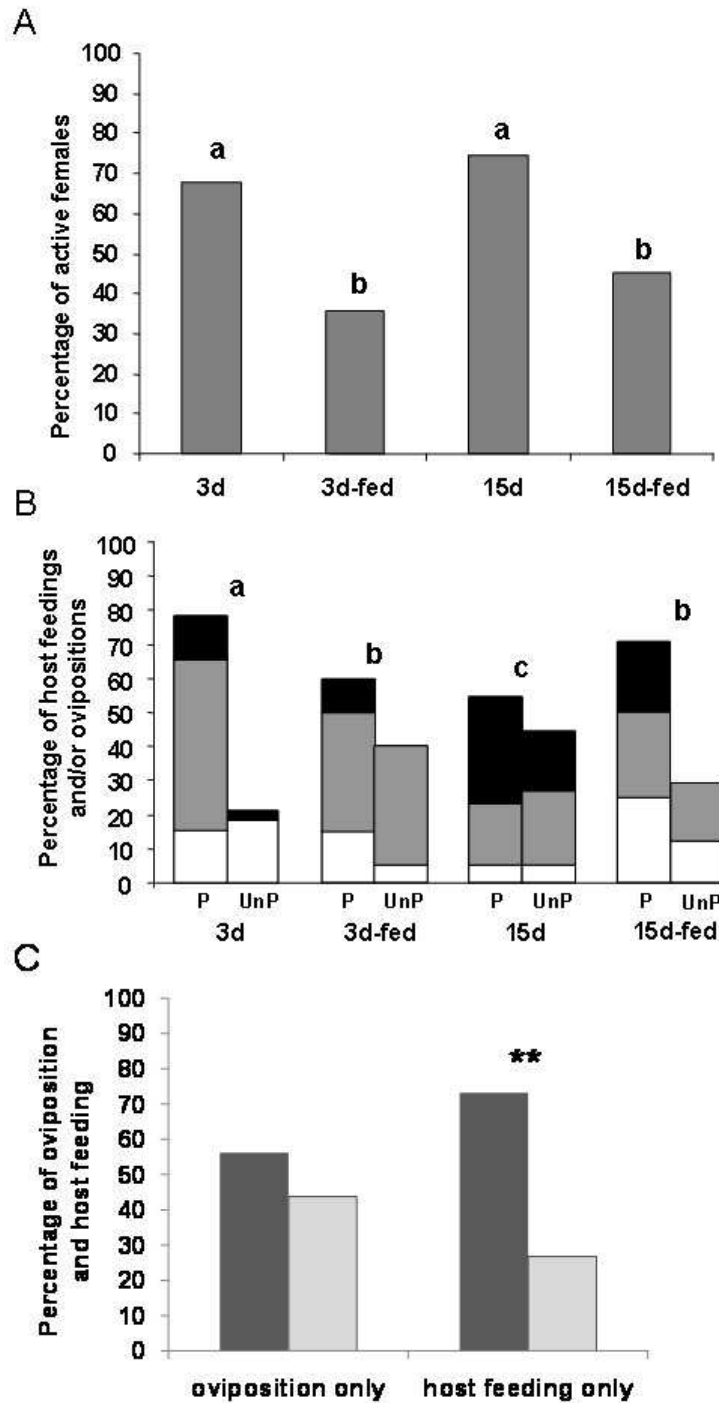 A
Percentage of active females
100
90
80
70
60
50
40
30
20
10
0
a
b
a
b
3d
3d-fed
15d
15d-fed
B
Percentage of host feedings
and/or ovipositions
100
90
80
70
60
50
40
30
20
10
0
a
b
c
b
P UnP P UnP P UnP P UnP
3d 3d-fed 15d 15d-fed
C
Percentage of oviposition
and host feeding
100
90
80
70
60
50
40
30
20
10
0
**
oviposition only
host feeding only